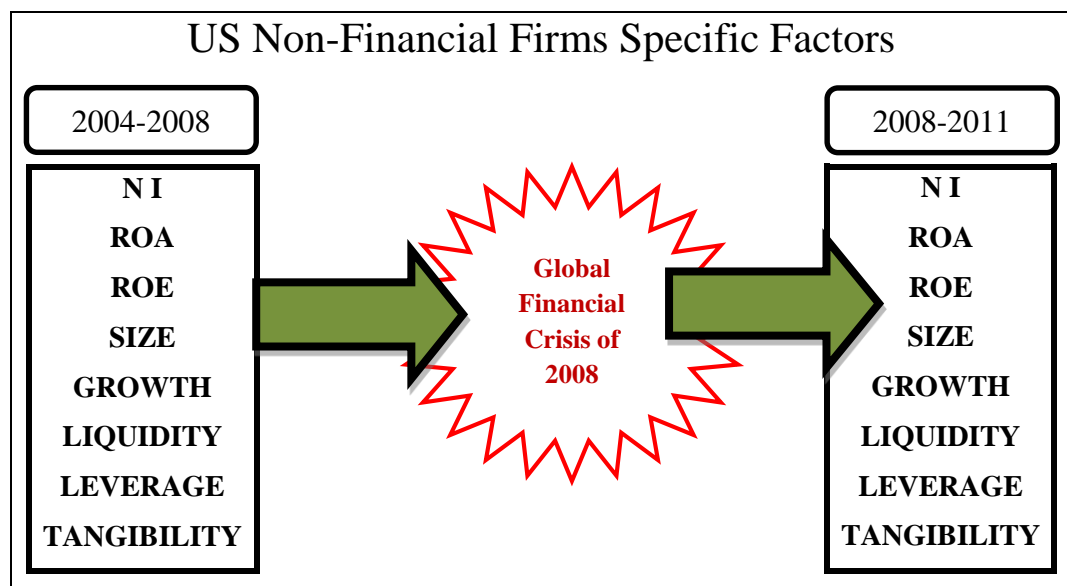 US Non-Financial Firms Specific Factors
2004-2008
N I
ROA
ROE
SIZE
GROWTH
LIQUIDITY
LEVERAGE
TANGIBILITY
Global
Financial
Crisis of
2008
2008-2011
N I
ROA
ROE
SIZE
GROWTH
LIQUIDITY
LEVERAGE
TANGIBILITY